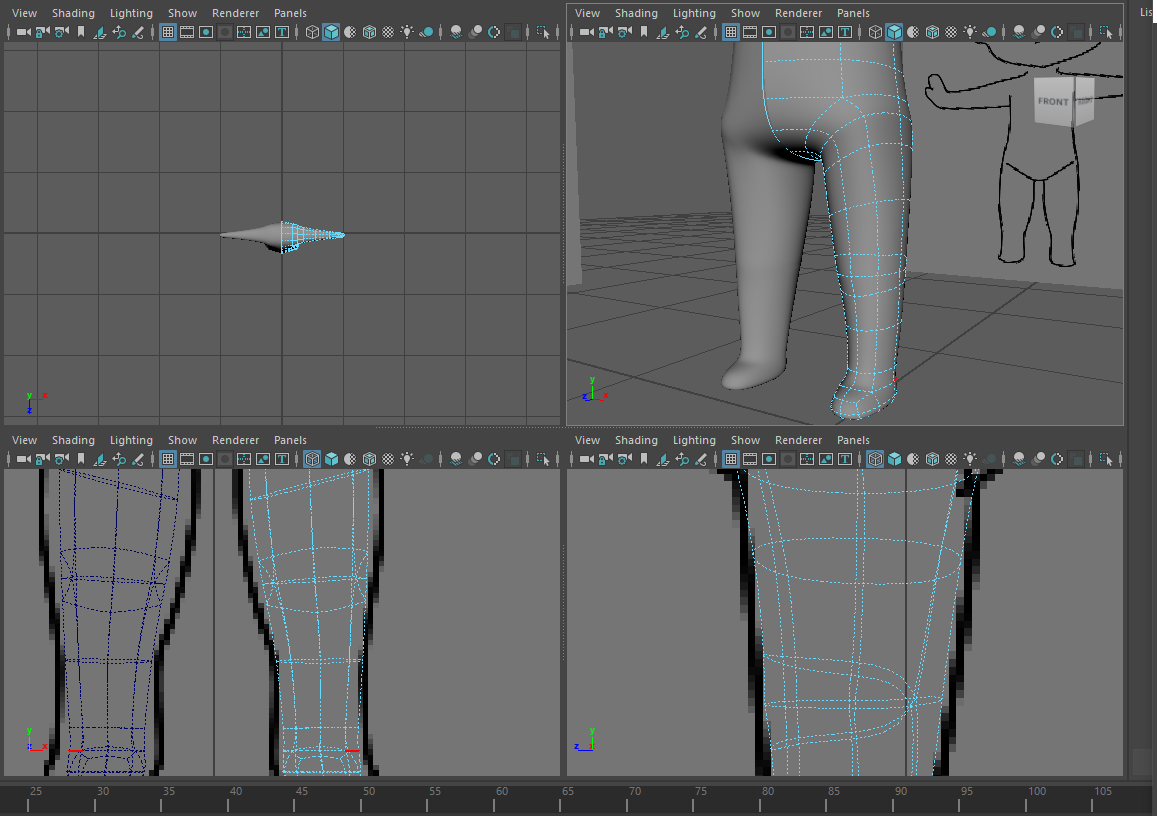 View Shading Lighting Show Renderer Panels
View Shading Lighting Show Renderer Panels
Lis
T
T
FRONT
RIGHT
y
x
z
y
x
z
View Shading Lighting Show Renderer Panels
View Shading Lighting Show Renderer Panels
T
T
y
z x
y
z
25 30 35 40 45 50 55 60 65 70 75 80 85 90 95 100 105